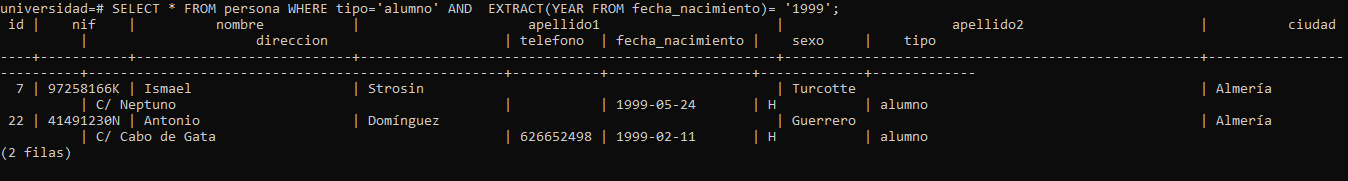 universidad=# SELECT * FROM persona WHERE tipo='alumno' AND  EXTRACT(YEAR FROM fecha_nacimiento)= '1999';
 id |    nif    |          nombre           |                     apellido1                      |                     apellido2                      |          ciudad
          |                     direccion                      | telefono  | fecha_nacimiento |    sexo     |    tipo
----+-----------+---------------------------+----------------------------------------------------+----------------------------------------------------+-----------------
----------+----------------------------------------------------+-----------+------------------+-------------+-------------
  7 | 97258166K | Ismael                    | Strosin                                            | Turcotte                                           | Almería
          | C/ Neptuno                                         |           | 1999-05-24       | H           | alumno
 22 | 41491230N | Antonio                   | Domínguez                                          | Guerrero                                           | Almería
          | C/ Cabo de Gata                                    | 626652498 | 1999-02-11       | H           | alumno
(2 filas)